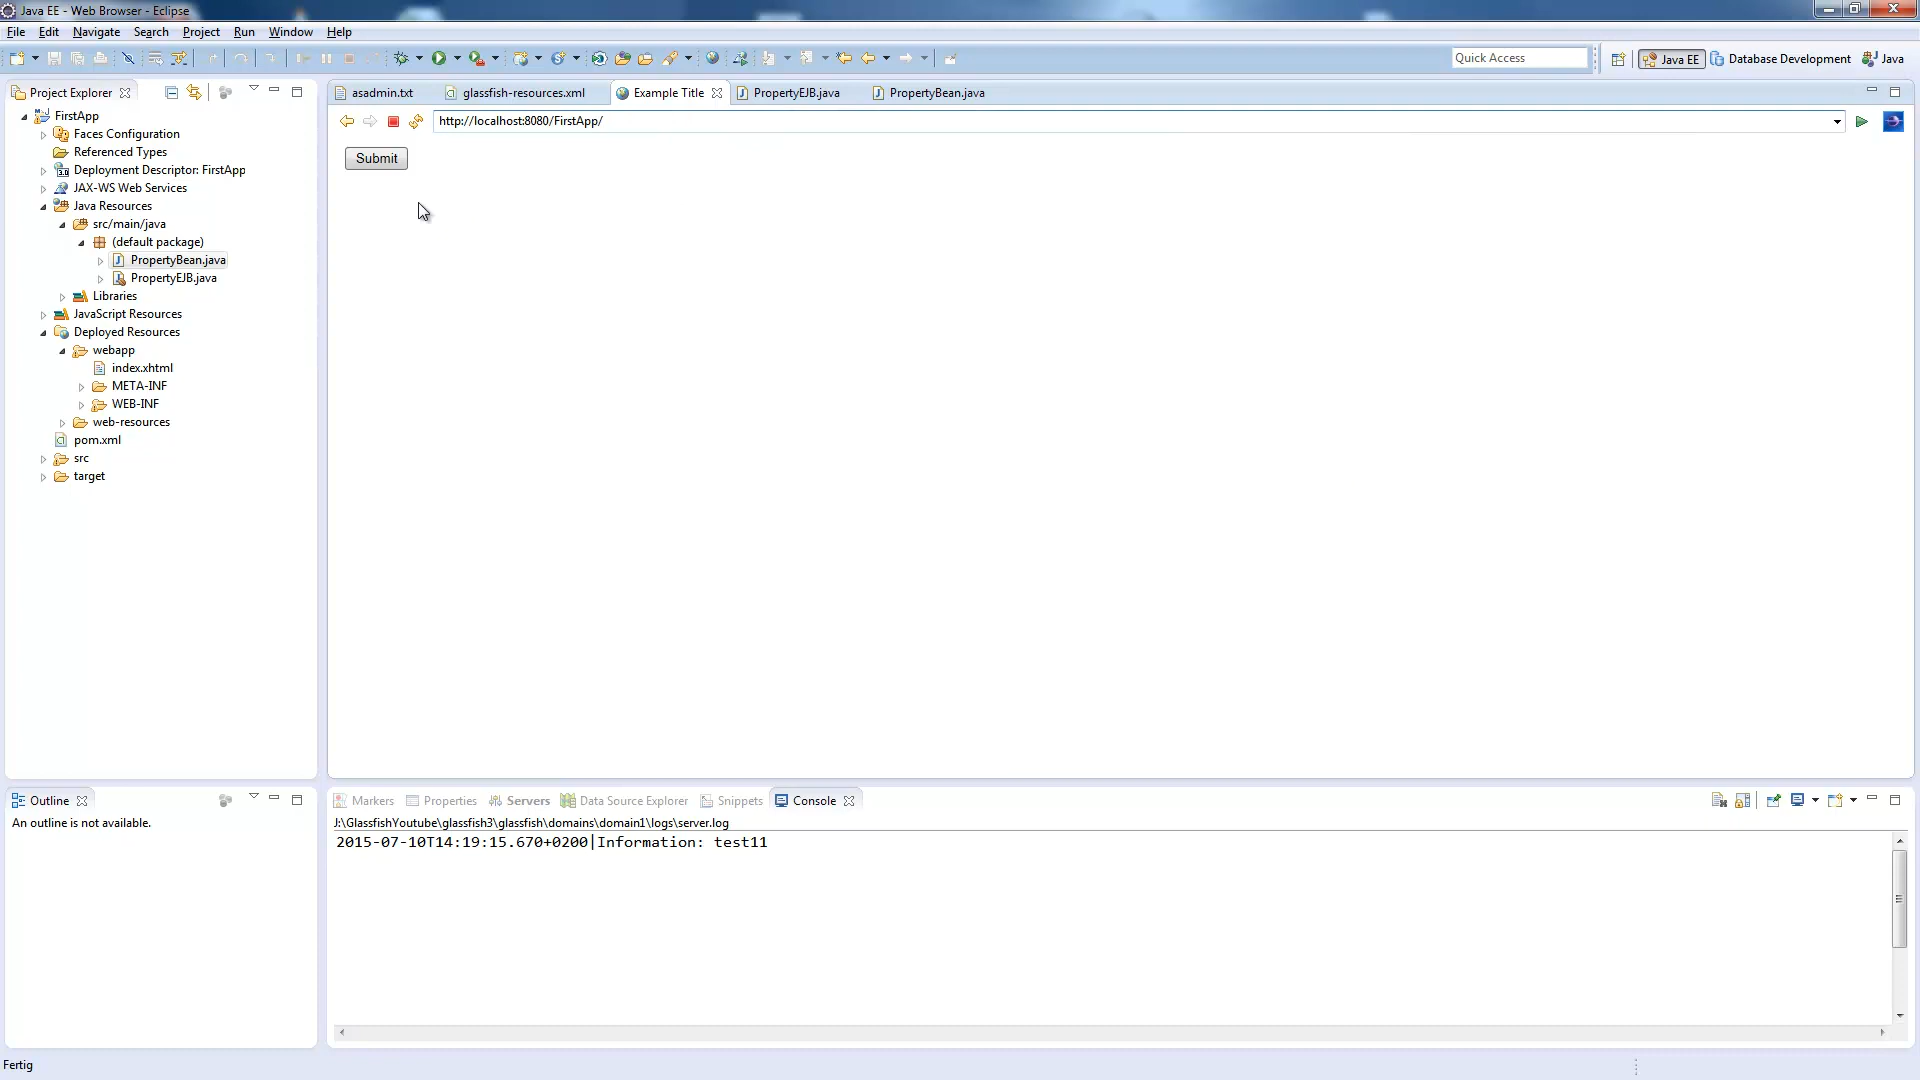 Java EE - Web Browser - Eclipse
File Edit Navigate Search Project Run Window Help
Quick Access
Java EE
Database Development
Java
Project Explorer
FirstApp
Faces Configuration
Referenced Types
Deployment Descriptor: FirstApp
JAX-WS Web Services
Java Resources
src/main/java
(default package)
PropertyBean.java
PropertyEJB.java
Libraries
JavaScript Resources
Deployed Resources
webapp
index.xhtml
META-INF
WEB-INF
web-resources
pom.xml
src
target
asadmin.txt
glassfish-resources.xml
Example Title
PropertyEJB.java
PropertyBean.java
http://localhost:8080/FirstApp/
Submit
Outline
An outline is not available.
Markers
Properties
Servers
Data Source Explorer
Snippets
Console
J:\GlassfishYoutube\glassfish3\glassfish\domains\domain1\logs\server.log
2015-07-10T14:19:15.670+0200|Information: test11
Fertig